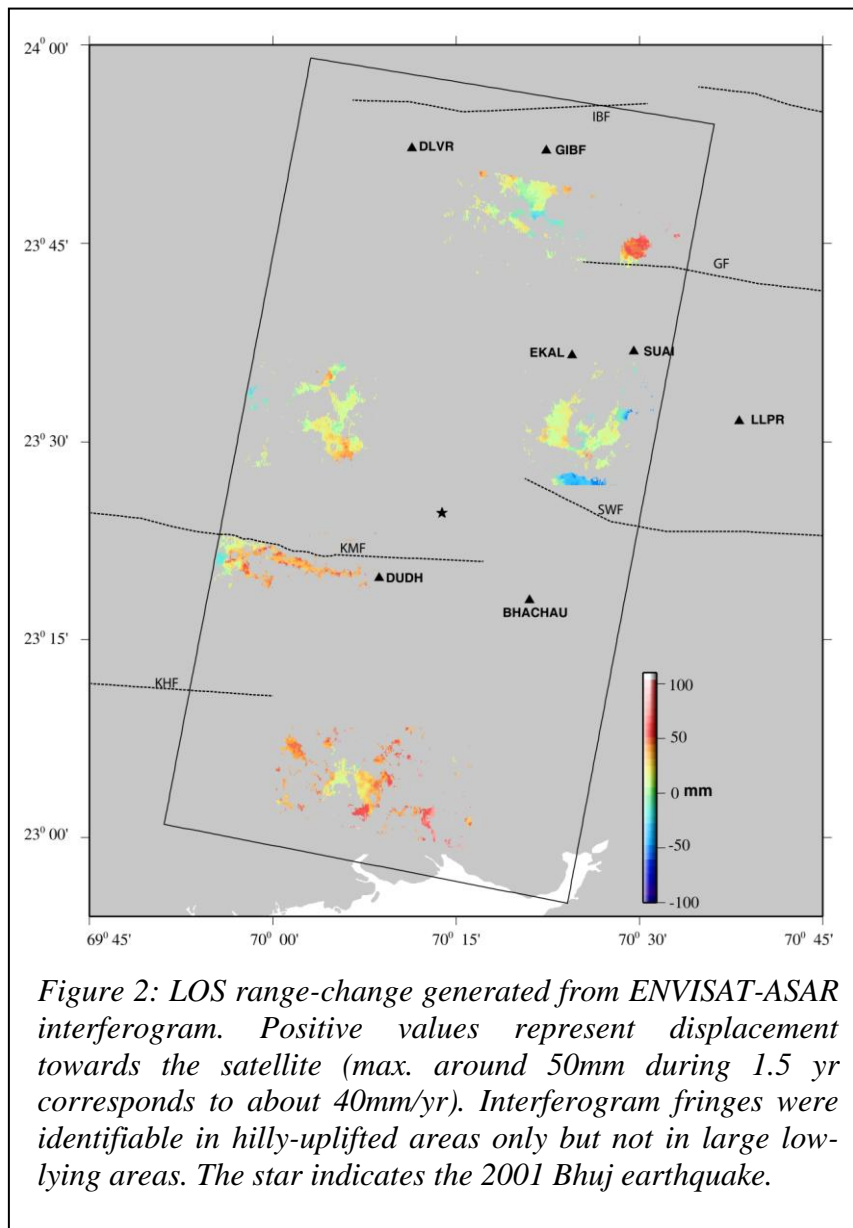 24° 00'
IBF
DLVR
GIBF
23° 45'
GF
EKAL
SUAI
LLPR
23° 30'
SWF
KMF
DUDH
BHACHAU
23° 15'
KHF
100
50
0 mm
-50
-100
23° 00'
69° 45' 70° 00' 70° 15' 70° 30' 70° 45'
Figure 2: LOS range-change generated from ENVISAT-ASAR
interferogram. Positive values represent displacement
towards the satellite (max. around 50mm during 1.5 yr
corresponds to about 40mm/yr). Interferogram fringes were
identifiable in hilly-uplifted areas only but not in large low-
lying areas. The star indicates the 2001 Bhuj earthquake.